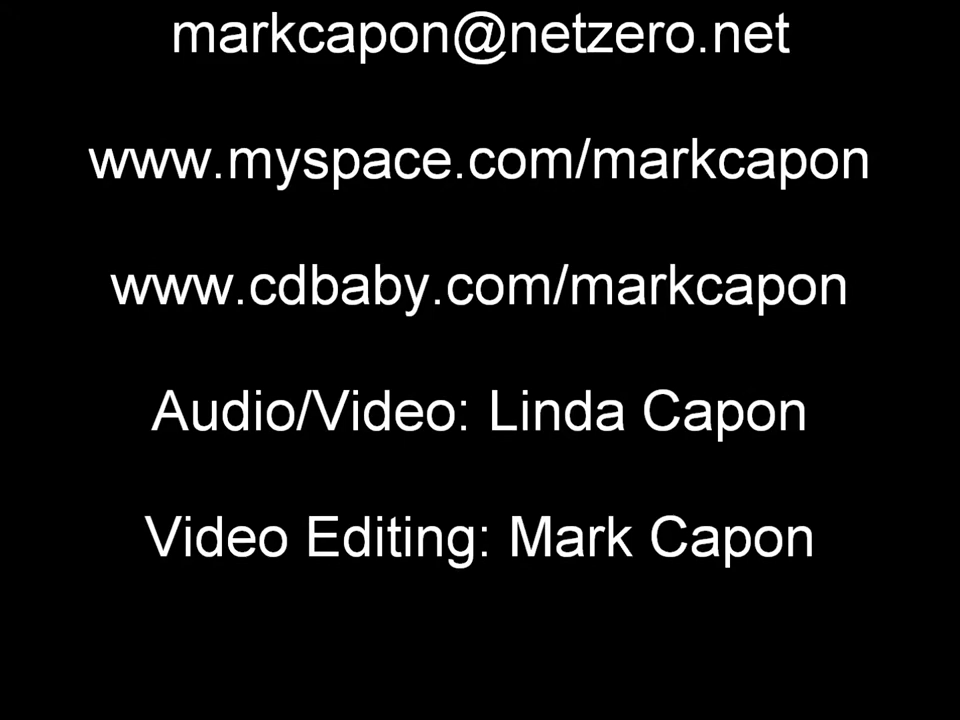 markcapon@netzero.net
www.myspace.com/markcapon
www.cdbaby.com/markcapon
Audio/Video: Linda Capon
Video Editing: Mark Capon